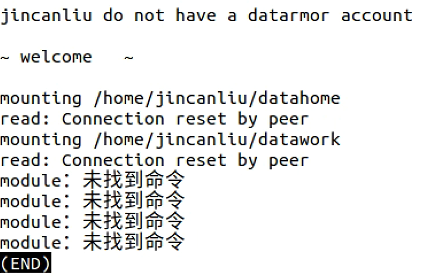 jincanliu do not have a datarmor account
~ welcome   ~
mounting /home/jincanliu/datahome
read: Connection reset by peer
mounting /home/jincanliu/datawork
read: Connection reset by peer
module：未找到命令
module：未找到命令
module：未找到命令
module：未找到命令
(END)